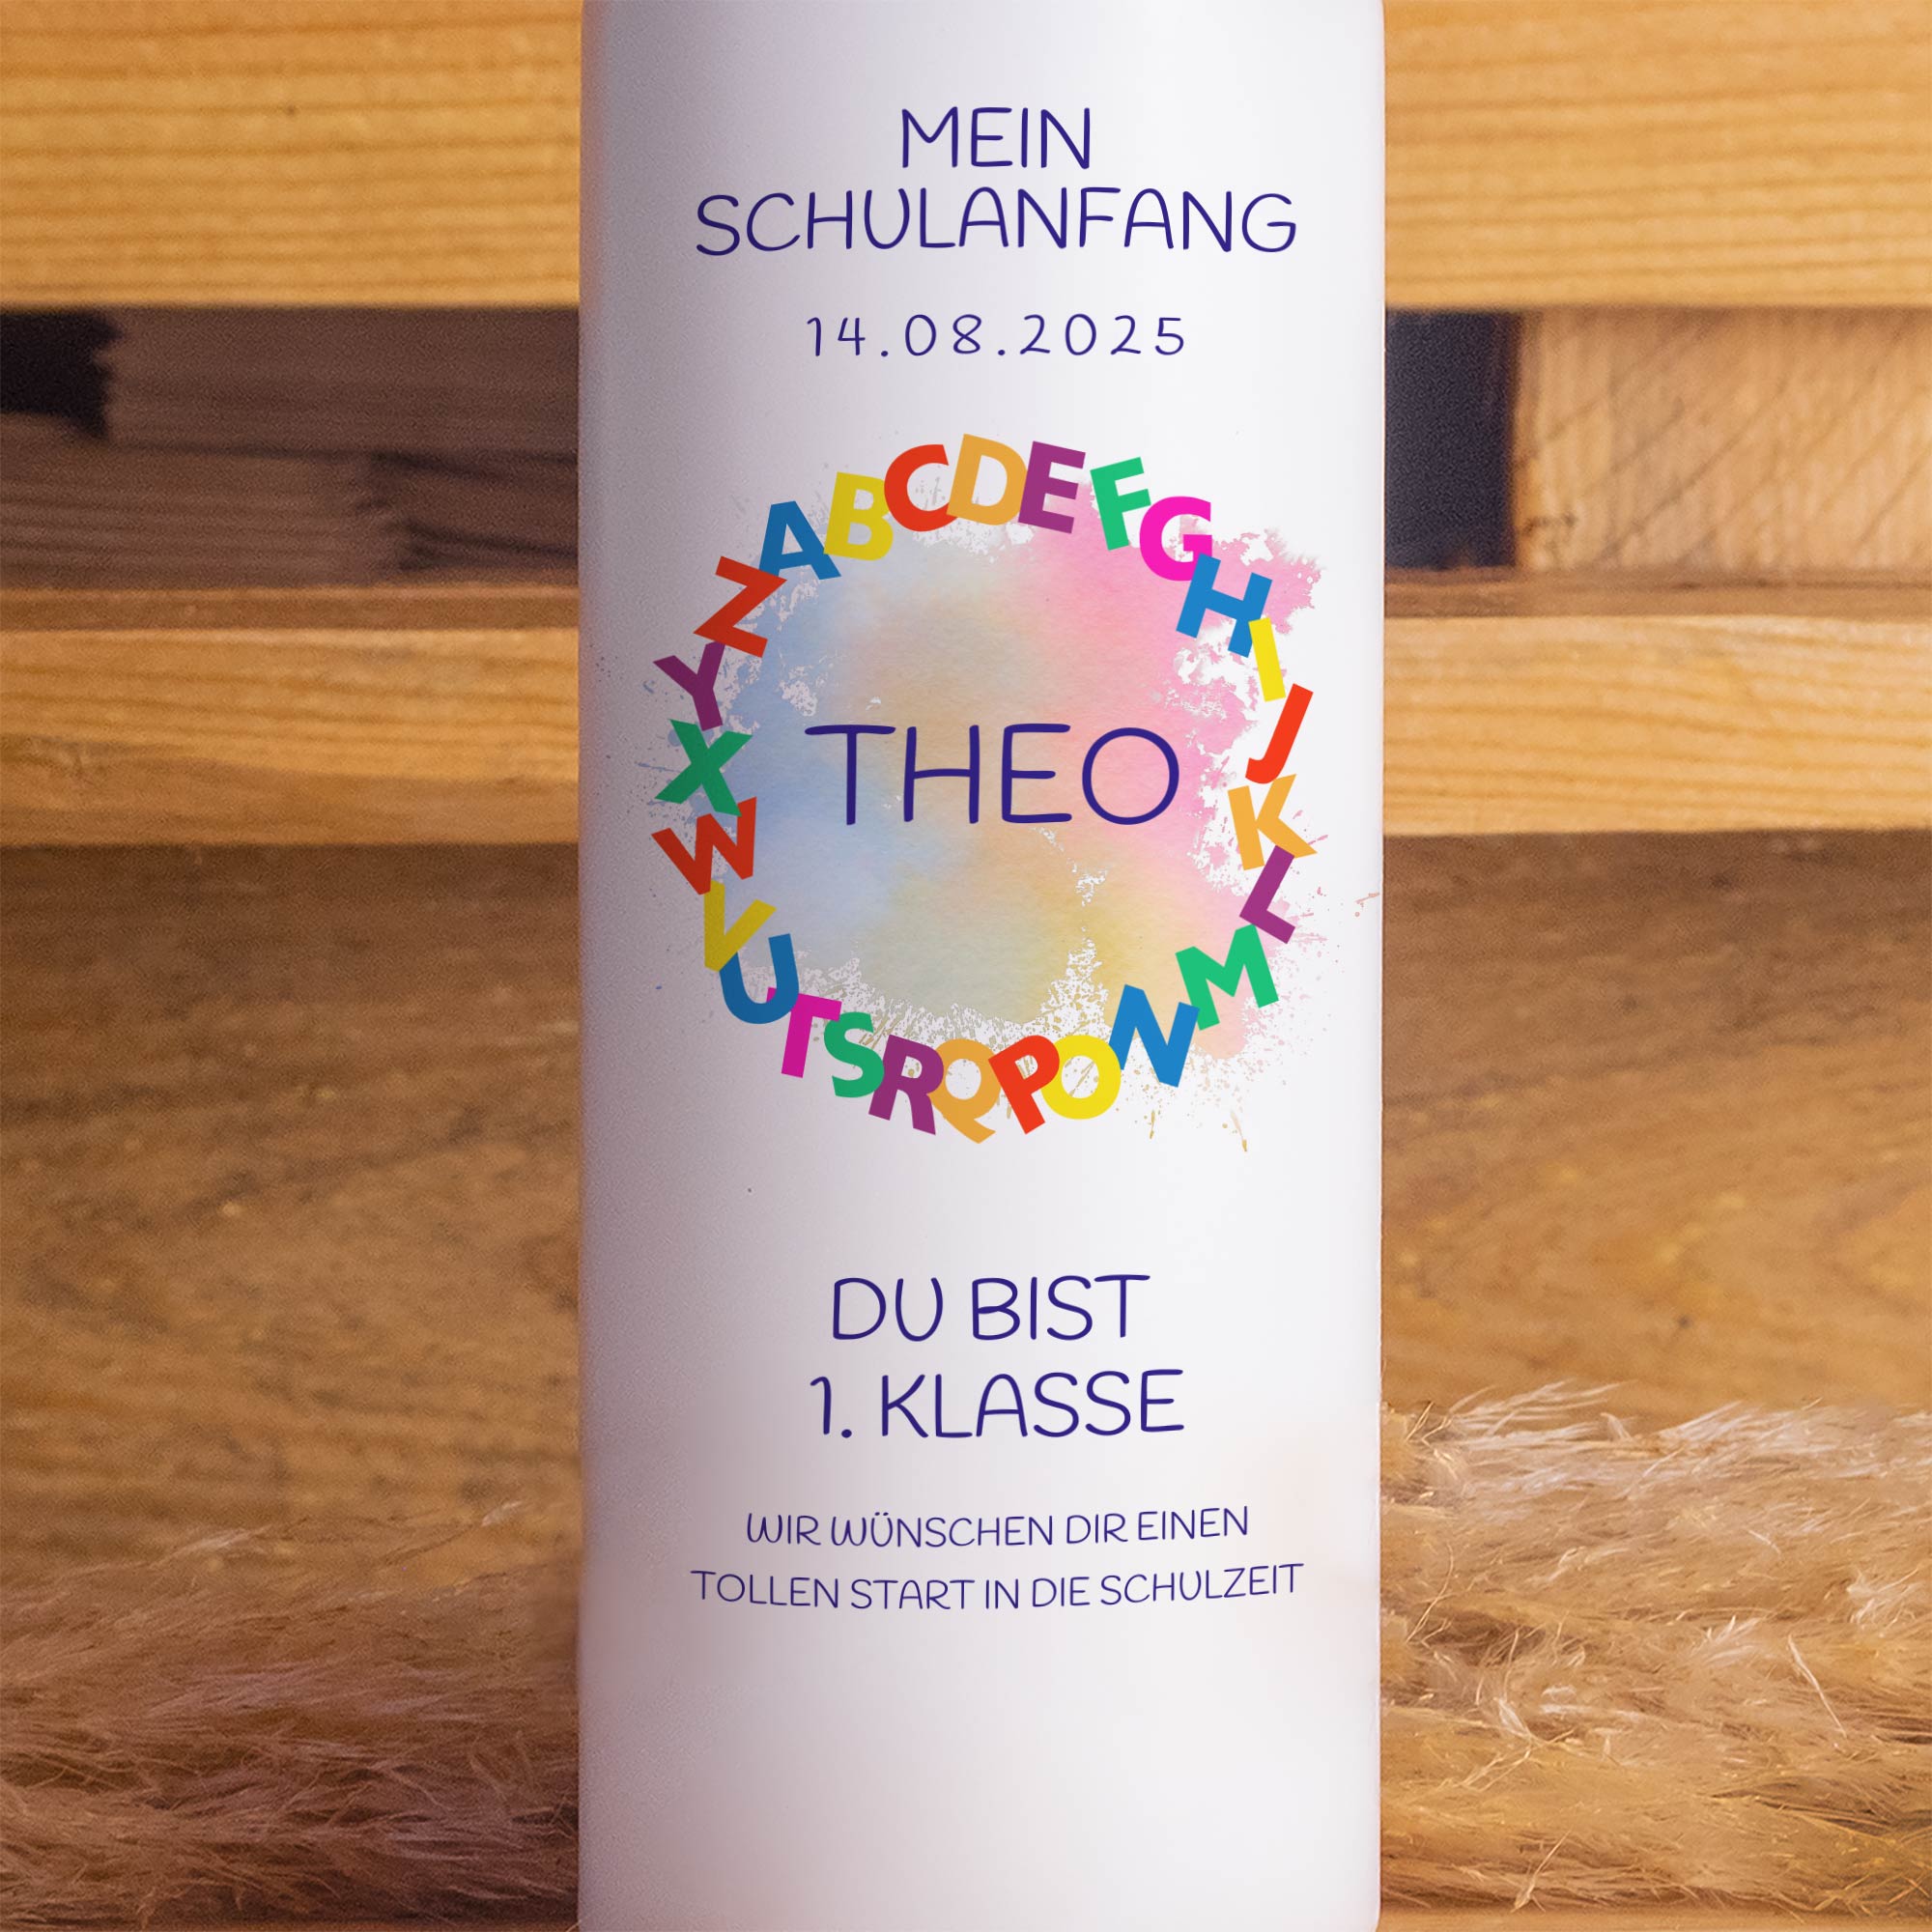 MEIN
SCHULANFANG
14.08.2025
ABCDEFGHIJKLMNOPQRSTUVWXYZ
THEO
DU BIST
1. KLASSE
WIR WÜNSCHEN DIR EINEN
TOLLEN START IN DIE SCHULZEIT